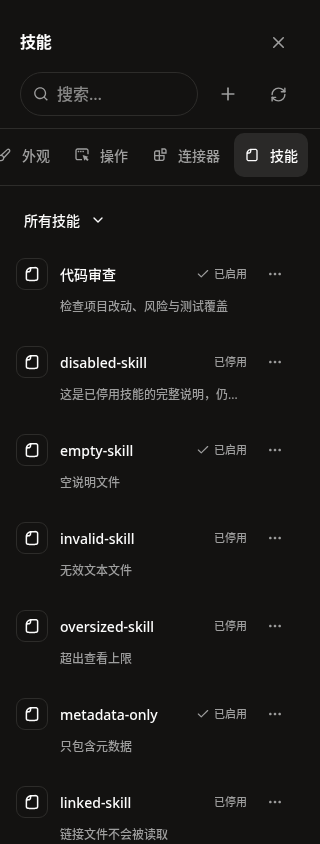 技能
搜索...
外观 操作 连接器 技能
所有技能
代码审查 已启用
检查项目改动、风险与测试覆盖
disabled-skill 已停用
这是已停用技能的完整说明，仍...
empty-skill 已启用
空说明文件
invalid-skill 已停用
无效文本文件
oversized-skill 已停用
超出查看上限
metadata-only 已启用
只包含元数据
linked-skill 已停用
链接文件不会被读取